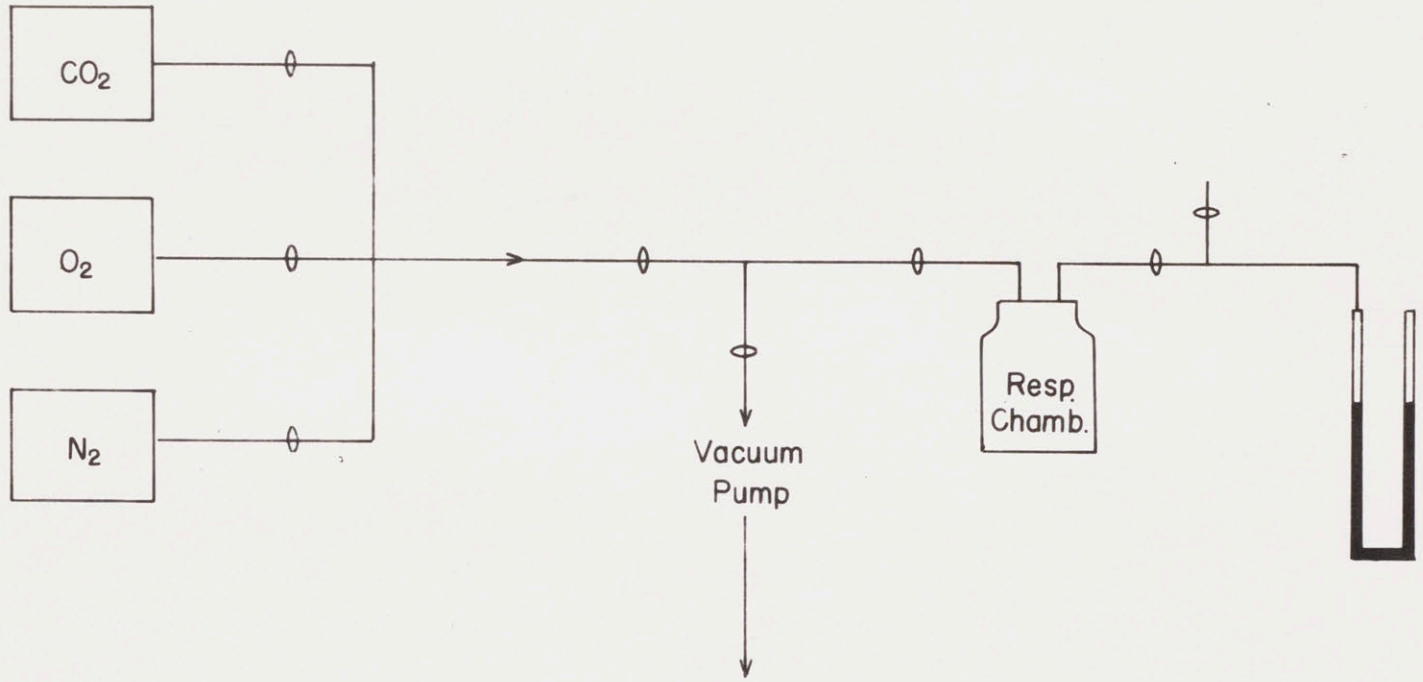 CO₂
O₂
N₂
Vacuum
Pump
Resp.
Chamb.